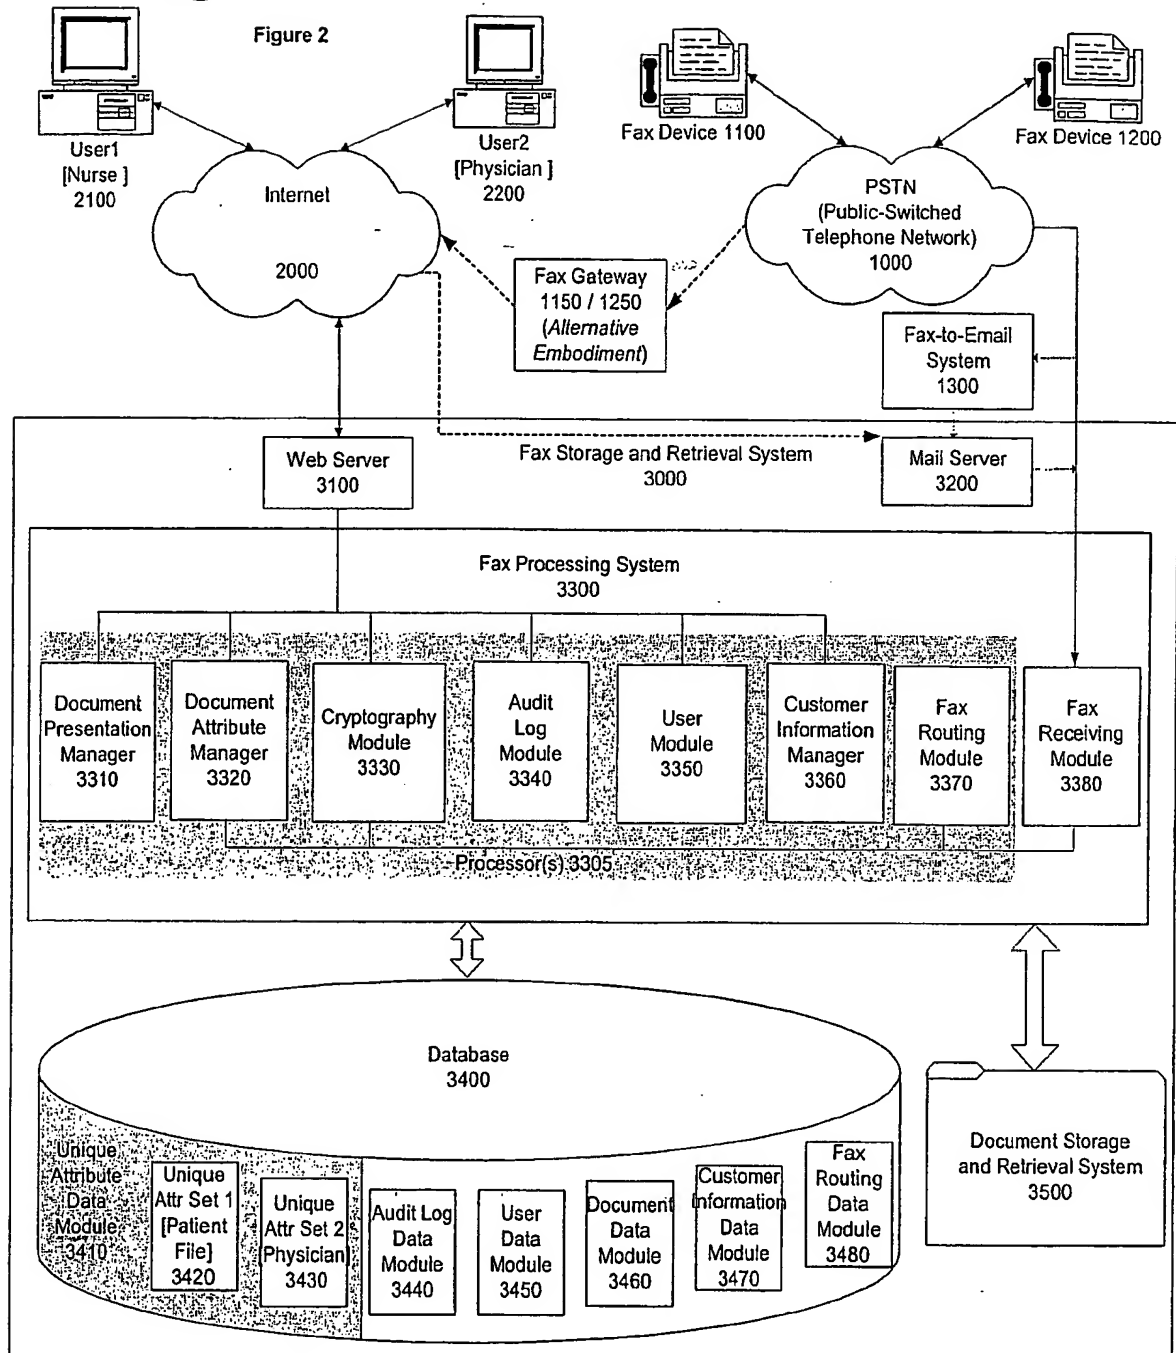 Figure 2
User1
[Nurse ]
2100
User2
[Physician ]
2200
Fax Device 1100
Fax Device 1200
Internet
2000
PSTN
(Public-Switched
Telephone Network)
1000
Fax Gateway
1150 / 1250
(Alternative
Embodiment)
Fax-to-Email
System
1300
Web Server
3100
Fax Storage and Retrieval System
3000
Mail Server
3200
Fax Processing System
3300
Document
Presentation
Manager
3310
Document
Attribute
Manager
3320
Cryptography
Module
3330
Audit
Log
Module
3340
User
Module
3350
Customer
Information
Manager
3360
Fax
Routing
Module
3370
Fax
Receiving
Module
3380
Processor(s) 3305
Database
3400
Unique
Attribute
Data
Module
3410
Unique
Attr Set 1
[Patient
File]
3420
Unique
Attr Set 2
[Physician]
3430
Audit Log
Data
Module
3440
User
Data
Module
3450
Document
Data
Module
3460
Customer
Information
Data
Module
3470
Fax
Routing
Data
Module
3480
Document Storage
and Retrieval System
3500